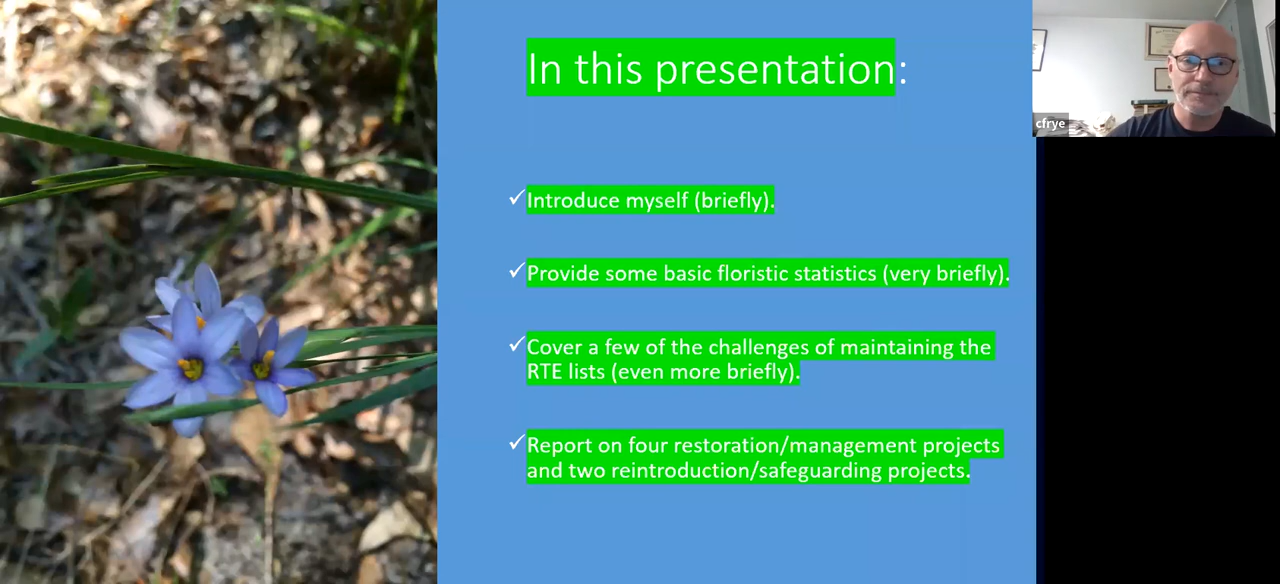 In this presentation:
cfrye
✓Introduce myself (briefly).
✓Provide some basic floristic statistics (very briefly).
✓Cover a few of the challenges of maintaining the
RTE lists (even more briefly).
✓Report on four restoration/management projects
and two reintroduction/safeguarding projects.